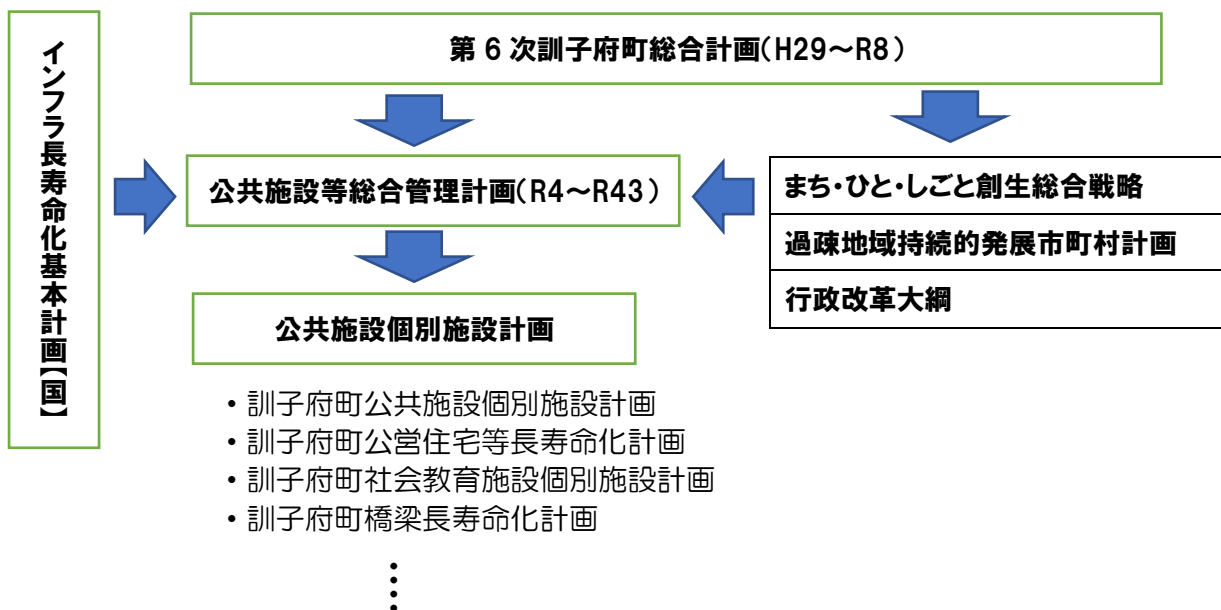 インフラ長寿命化基本計画【国】
第6次訓子府町総合計画(H29～R8)
公共施設等総合管理計画(R4～R43)
まち・ひと・しごと創生総合戦略
過疎地域持続的発展市町村計画
行政改革大綱
公共施設個別施設計画
・訓子府町公共施設個別施設計画
・訓子府町公営住宅等長寿命化計画
・訓子府町社会教育施設個別施設計画
・訓子府町橋梁長寿命化計画